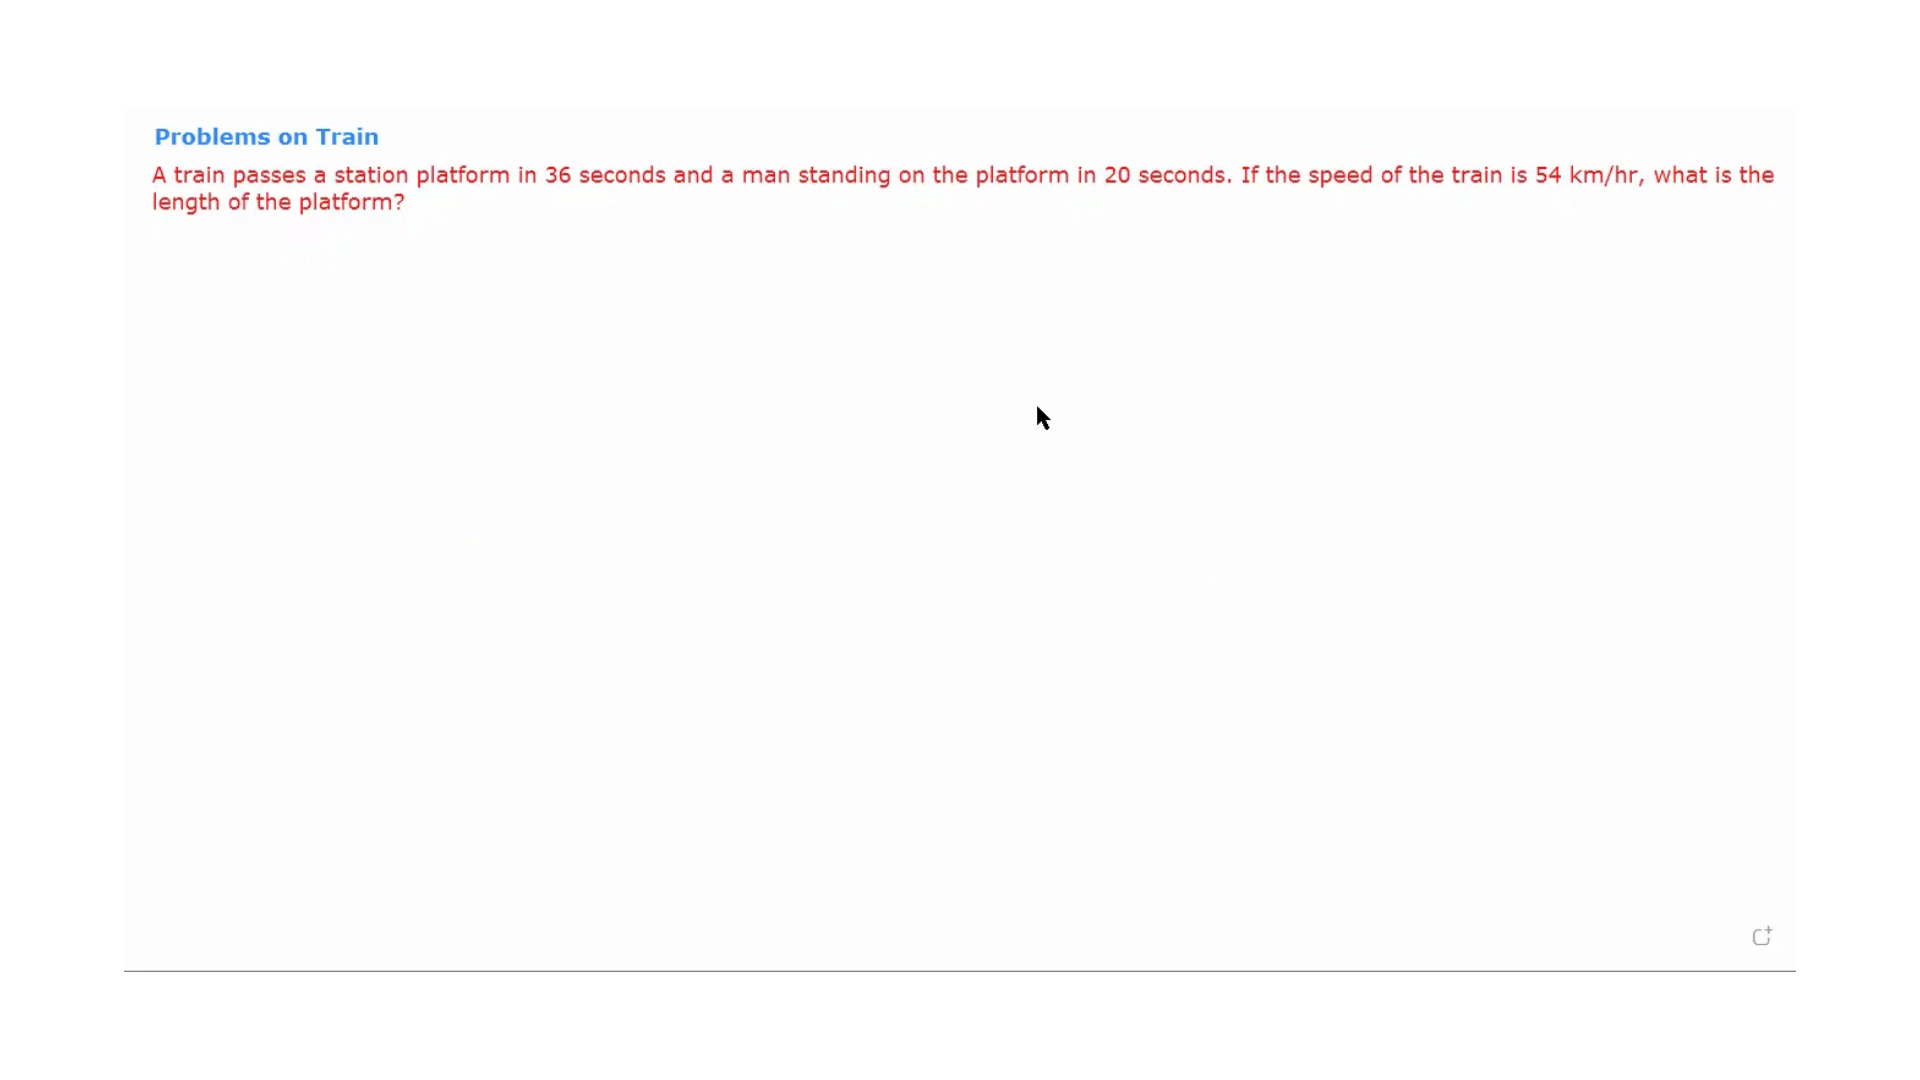 Problems on Train
A train passes a station platform in 36 seconds and a man standing on the platform in 20 seconds. If the speed of the train is 54 km/hr, what is the
length of the platform?